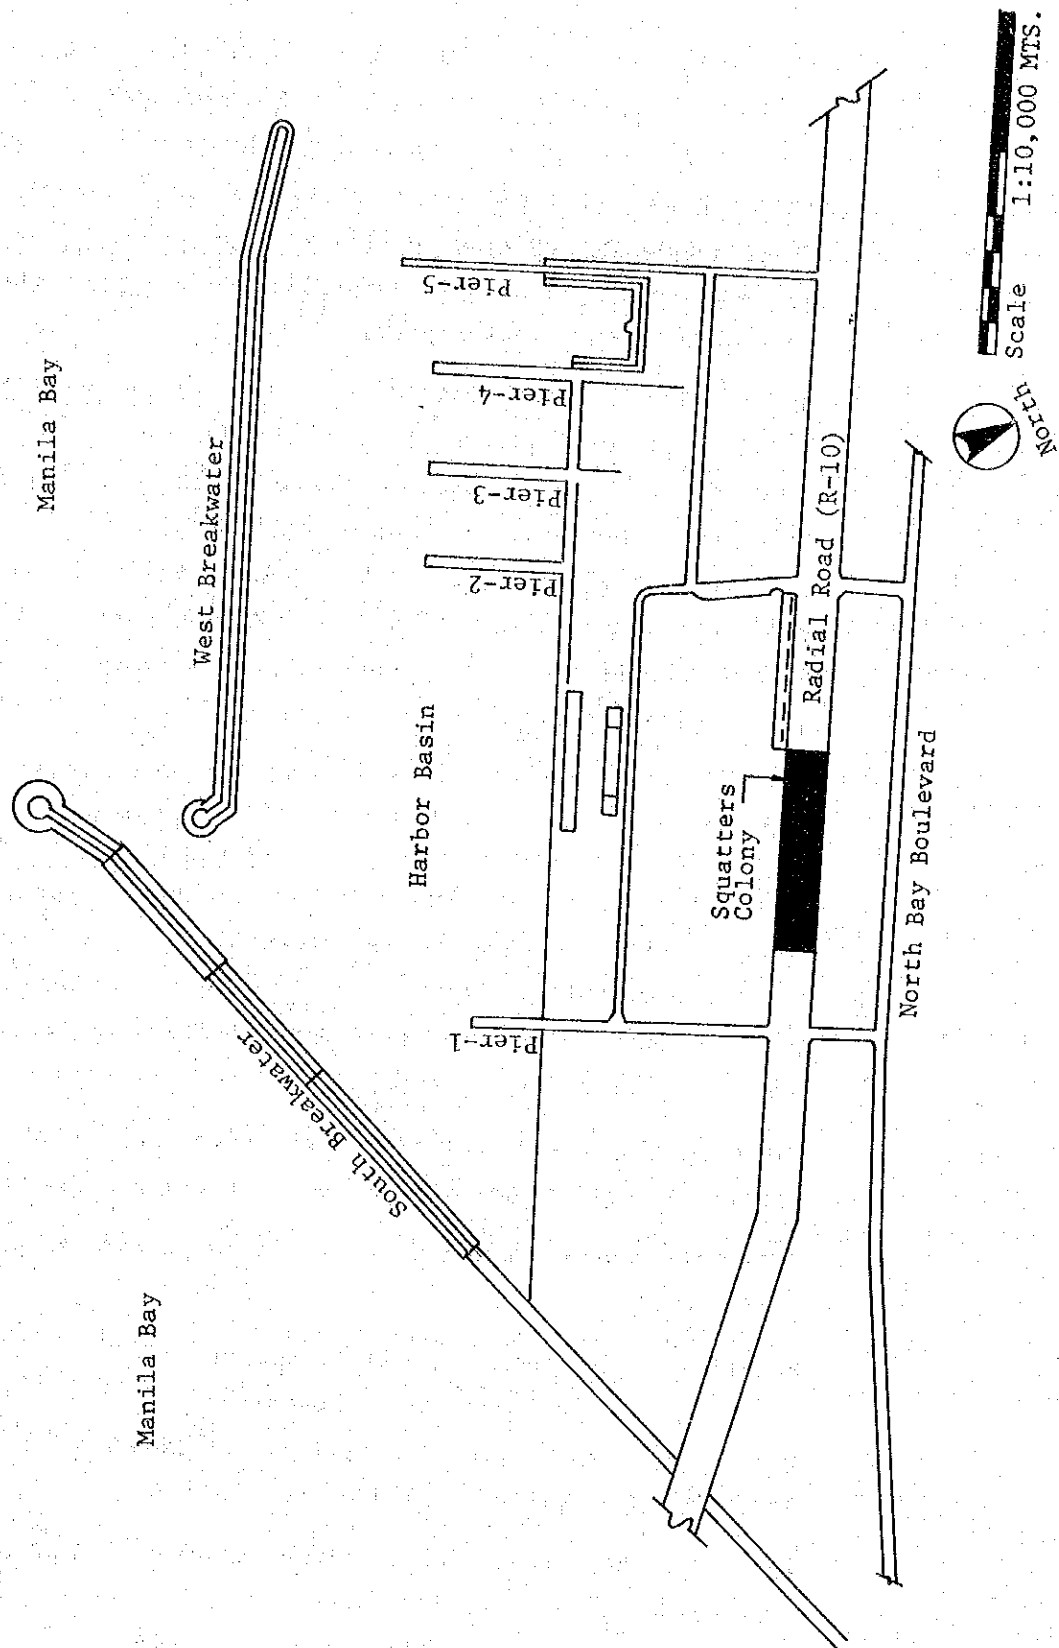 Manila Bay
West Breakwater
Manila Bay
South Breakwater
Harbor Basin
Pier-1
Pier-2
Pier-3
Pier-4
Pier-5
Squatters
Colony
Radial Road (R-10)
North Bay Boulevard
North
Scale 1:10,000 MTS.